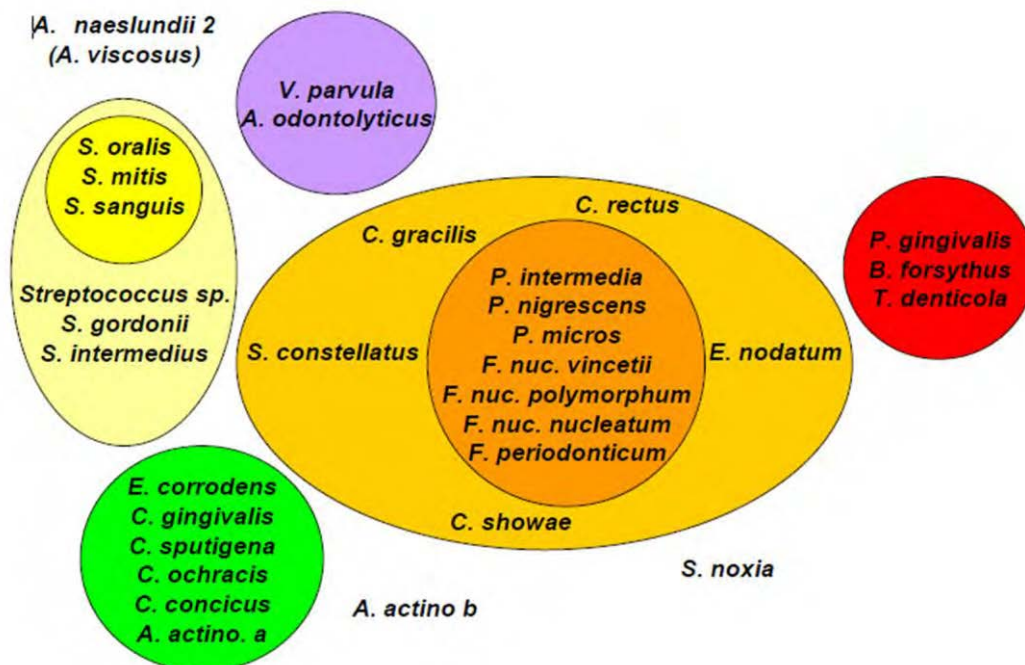 A. naeslundii 2
(A. viscosus)
V. parvula
A. odontolyticus
S. oralis
S. mitis
S. sanguis
Streptococcus sp.
S. gordonii
S. intermedius
C. rectus
C. gracilis
S. constellatus
P. intermedia
P. nigrescens
P. micros
F. nuc. vincetii
F. nuc. polymorphum
F. nuc. nucleatum
F. periodonticum
E. nodatum
C. showae
P. gingivalis
B. forsythus
T. denticola
E. corrodens
C. gingivalis
C. sputigena
C. ochracis
C. concicus
A. actino. a
A. actino b
S. noxia